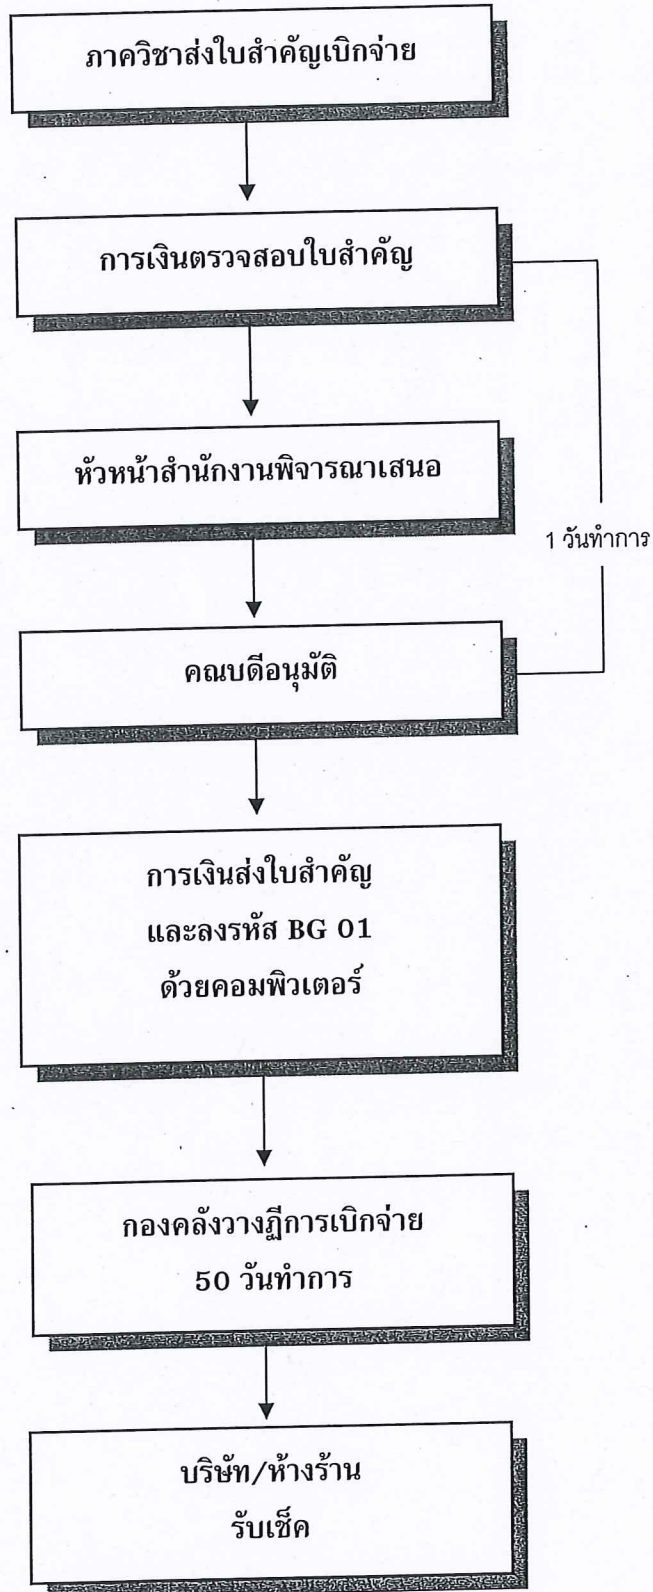 ภาควิชาส่งใบสำคัญเบิกจ่าย
การเงินตรวจสอบใบสำคัญ
หัวหน้าสำนักงานพิจารณาเสนอ
1 วันทำการ
คณบดีอนุมัติ
การเงินส่งใบสำคัญ
และลงรหัส BG 01
ด้วยคอมพิวเตอร์
กองคลังวางฏีการเบิกจ่าย
50 วันทำการ
บริษัท/ห้างร้าน
รับเช็ค